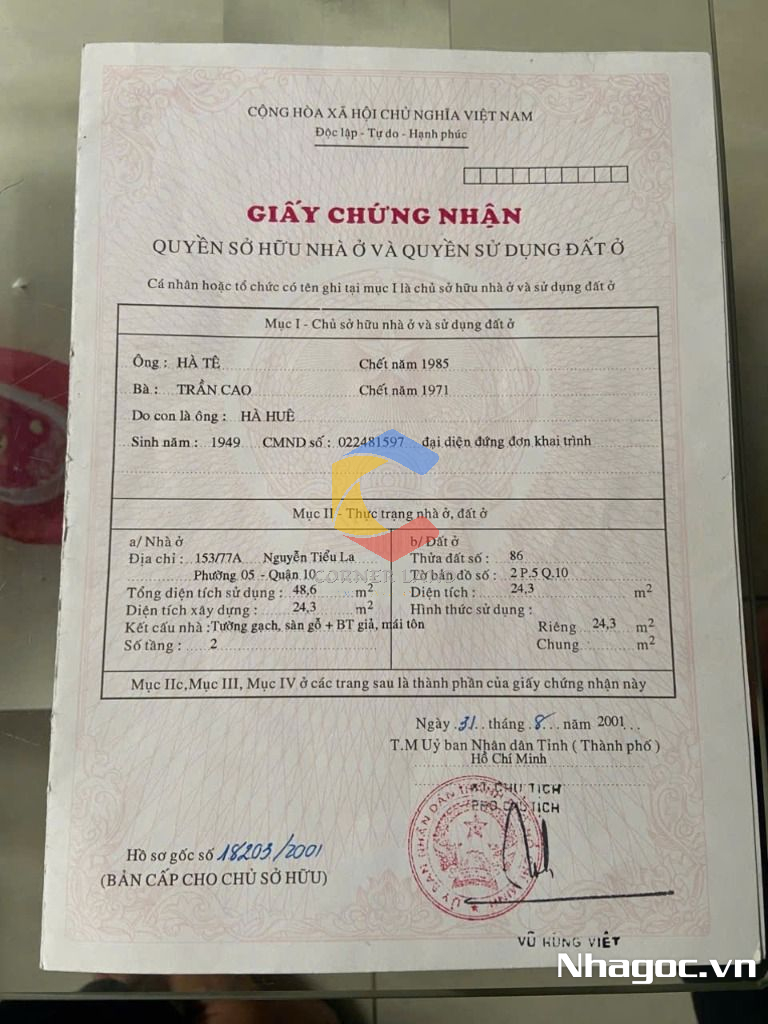 CỘNG HÒA XÃ HỘI CHỦ NGHĨA VIỆT NAM
Độc lập - Tự do - Hạnh phúc
GIẤY CHỨNG NHẬN
QUYỀN SỞ HỮU NHÀ Ở VÀ QUYỀN SỬ DỤNG ĐẤT Ở
Cá nhân hoặc tổ chức có tên ghi tại mục I là chủ sở hữu nhà ở và sử dụng đất ở
Mục I - Chủ sở hữu nhà ở và sử dụng đất ở
Ông : HÀ TÊ Chết năm 1985
Bà : TRẦN CAO Chết năm 1971
Do con là ông : HÀ HUÊ
Sinh năm : 1949 CMND số : 022481597 đại diện đứng đơn khai trình
Mục II - Thực trạng nhà ở, đất ở
a/ Nhà ở
Địa chỉ : 153/77A Nguyễn Tiểu La
Phường 05 - Quận 10
Tổng diện tích sử dụng : 48,6 m2
Diện tích xây dựng : 24,3 m2
Kết cấu nhà : Tường gạch, sàn gỗ + BT giả, mái tôn
Số tầng : 2
b/ Đất ở
Thửa đất số : 86
Tờ bản đồ số : 2 P.5 Q.10
Diện tích : 24,3 m2
Hình thức sử dụng :
Riêng 24,3 m2
Chung : m2
CORNER
Mục IIc,Mục III, Mục IV ở các trang sau là thành phần của giấy chứng nhận này
Ngày 31 tháng 8 năm 2001
T.M Uỷ ban Nhân dân Tỉnh ( Thành phố )
Hồ Chí Minh
CHỦ TỊCH
PHÓ CHỦ TỊCH
Hồ sơ gốc số 18203/2001
(BẢN CẤP CHO CHỦ SỞ HỮU)
VŨ HÙNG VIỆT
Nhagoc.vn